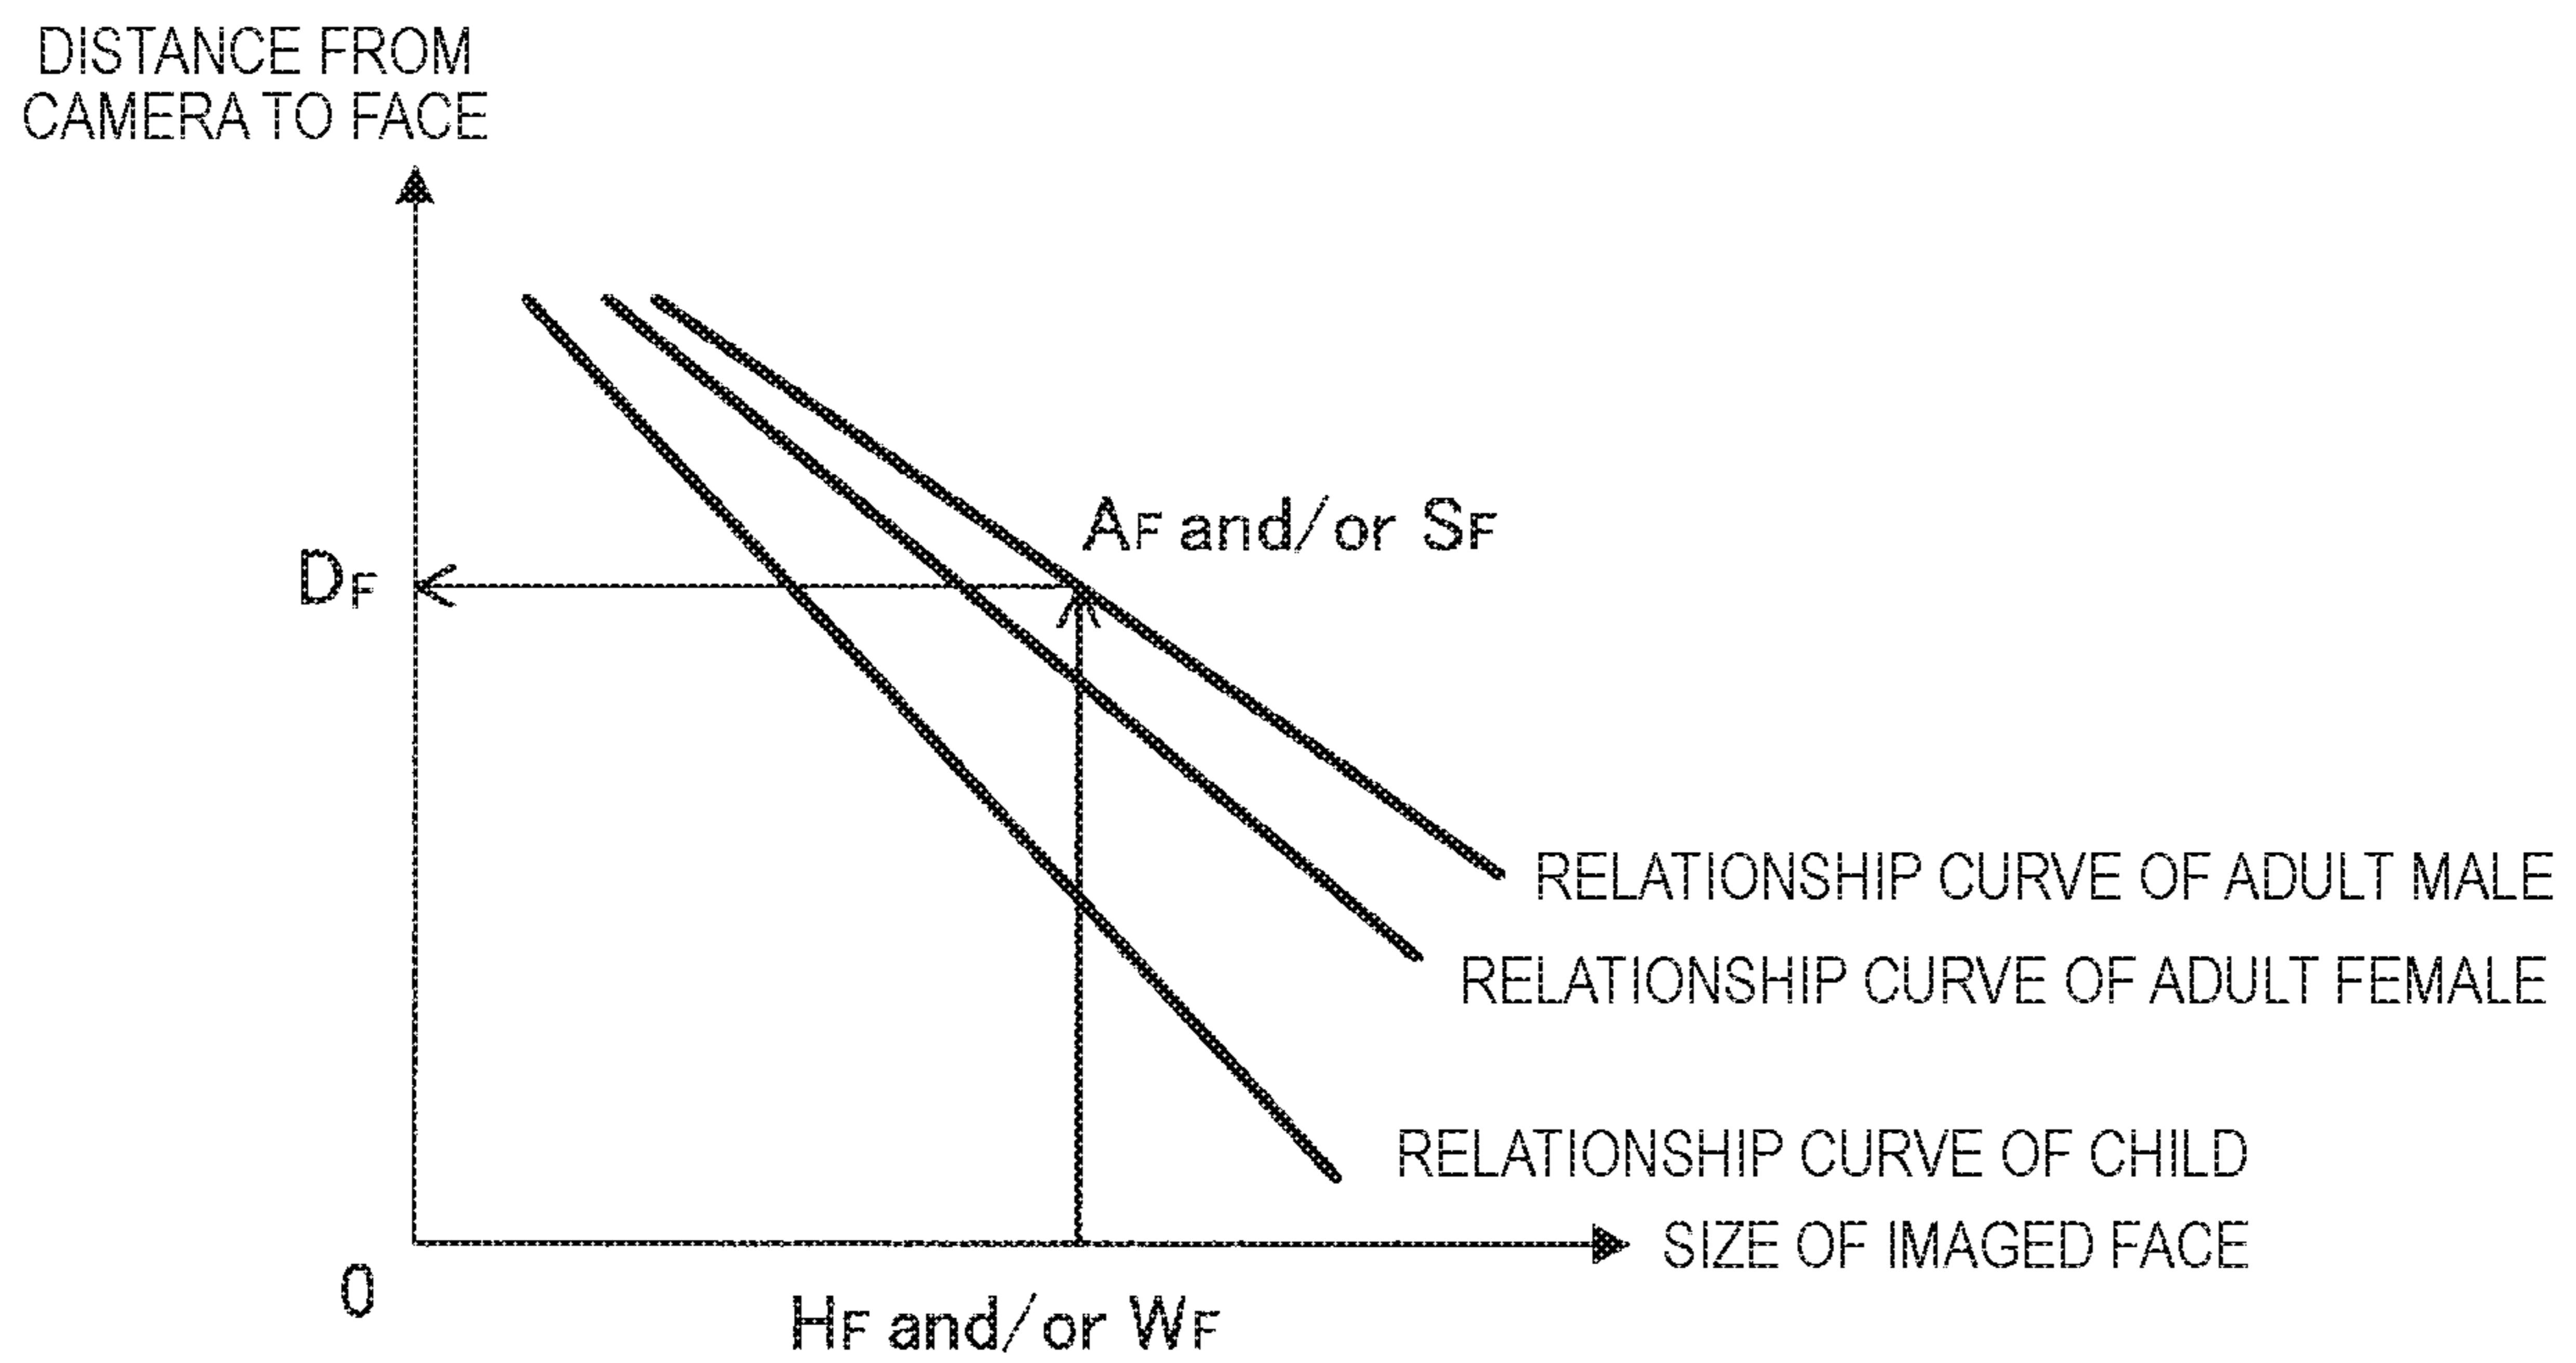 DISTANCE FROM
CAMERA TO FACE
AF and/or SF
DF
RELATIONSHIP CURVE OF ADULT MALE
RELATIONSHIP CURVE OF ADULT FEMALE
RELATIONSHIP CURVE OF CHILD
SIZE OF IMAGED FACE
0
HF and/or WF